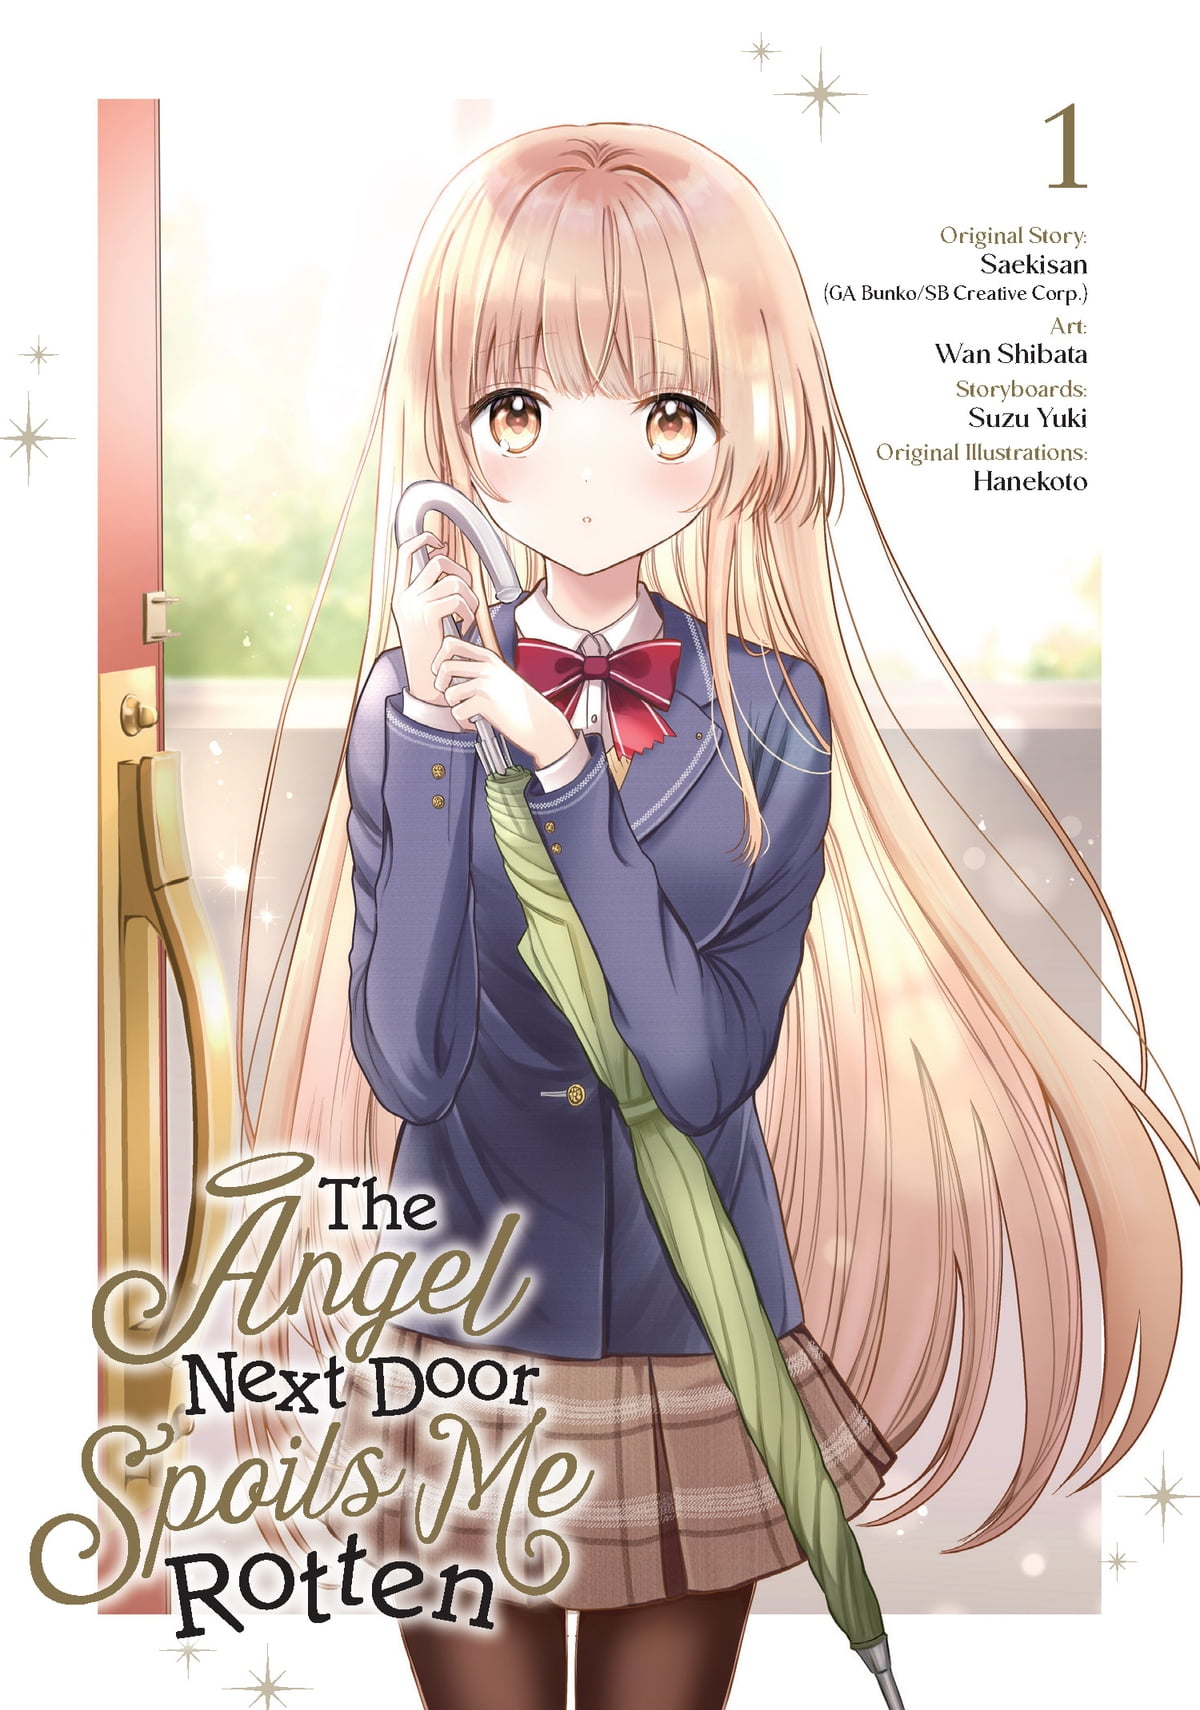 1
Original Story:
Saekisan
(GA Bunko/SB Creative Corp.)
Art:
Wan Shibata
Storyboards:
Suzu Yuki
Original Illustrations:
Hanekoto
The
Angel
Next Door
Spoils Me
Rotten